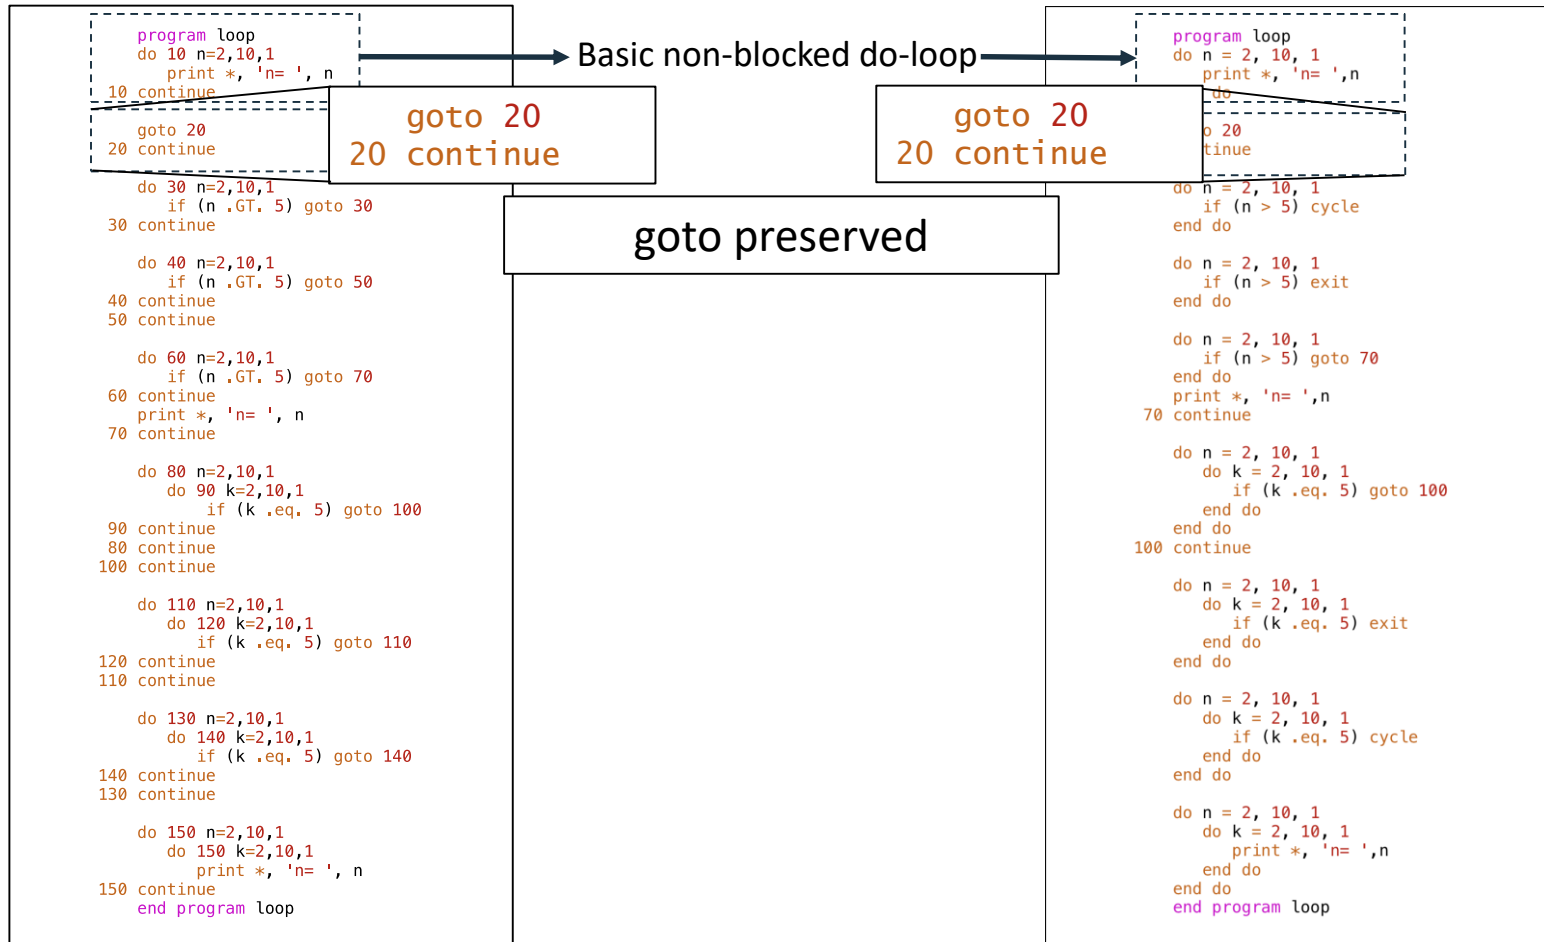 program loop
do 10 n=2,10,1
print *, 'n= ', n
10 continue
goto 20
20 continue
do 30 n=2,10,1
if (n .GT. 5) goto 30
30 continue
do 40 n=2,10,1
if (n .GT. 5) goto 50
40 continue
50 continue
do 60 n=2,10,1
if (n .GT. 5) goto 70
60 continue
print *, 'n= ', n
70 continue
do 80 n=2,10,1
do 90 k=2,10,1
if (k .eq. 5) goto 100
90 continue
80 continue
100 continue
do 110 n=2,10,1
do 120 k=2,10,1
if (k .eq. 5) goto 110
120 continue
110 continue
do 130 n=2,10,1
do 140 k=2,10,1
if (k .eq. 5) goto 140
140 continue
130 continue
do 150 n=2,10,1
do 150 k=2,10,1
print *, 'n= ', n
150 continue
end program loop
Basic non-blocked do-loop
goto 20
20 continue
goto 20
20 continue
goto preserved
program loop
do n = 2, 10, 1
print *, 'n= ',n
do
20
do n = 2, 10, 1
if (n > 5) cycle
end do
do n = 2, 10, 1
if (n > 5) exit
end do
do n = 2, 10, 1
if (n > 5) goto 70
end do
print *, 'n= ',n
70 continue
do n = 2, 10, 1
do k = 2, 10, 1
if (k .eq. 5) goto 100
end do
end do
100 continue
do n = 2, 10, 1
do k = 2, 10, 1
if (k .eq. 5) exit
end do
end do
do n = 2, 10, 1
do k = 2, 10, 1
if (k .eq. 5) cycle
end do
end do
do n = 2, 10, 1
do k = 2, 10, 1
print *, 'n= ',n
end do
end do
end program loop